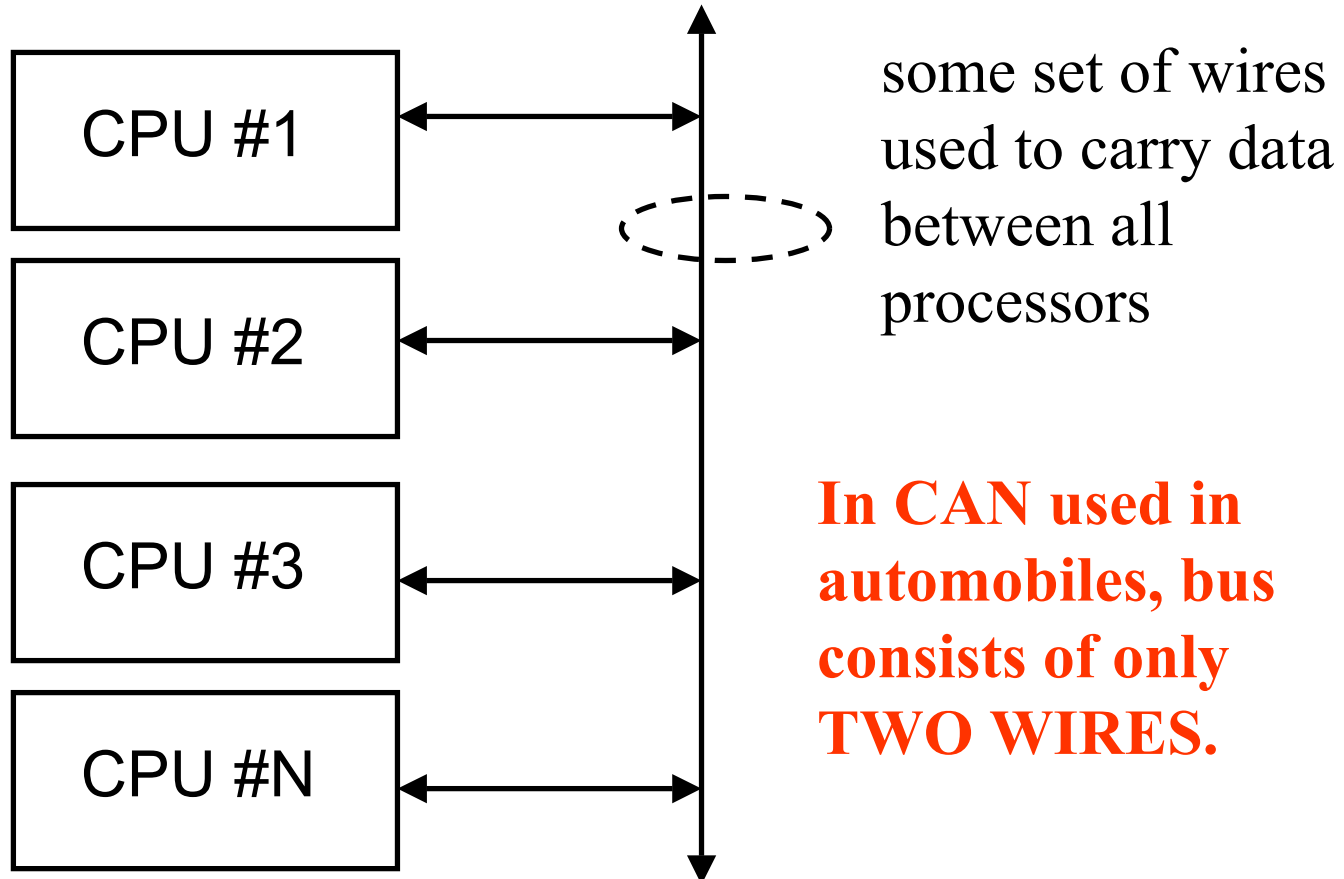 CPU #1
some set of wires
used to carry data
between all
processors
CPU #2
CPU #3
In CAN used in
automobiles, bus
consists of only
TWO WIRES.
CPU #N